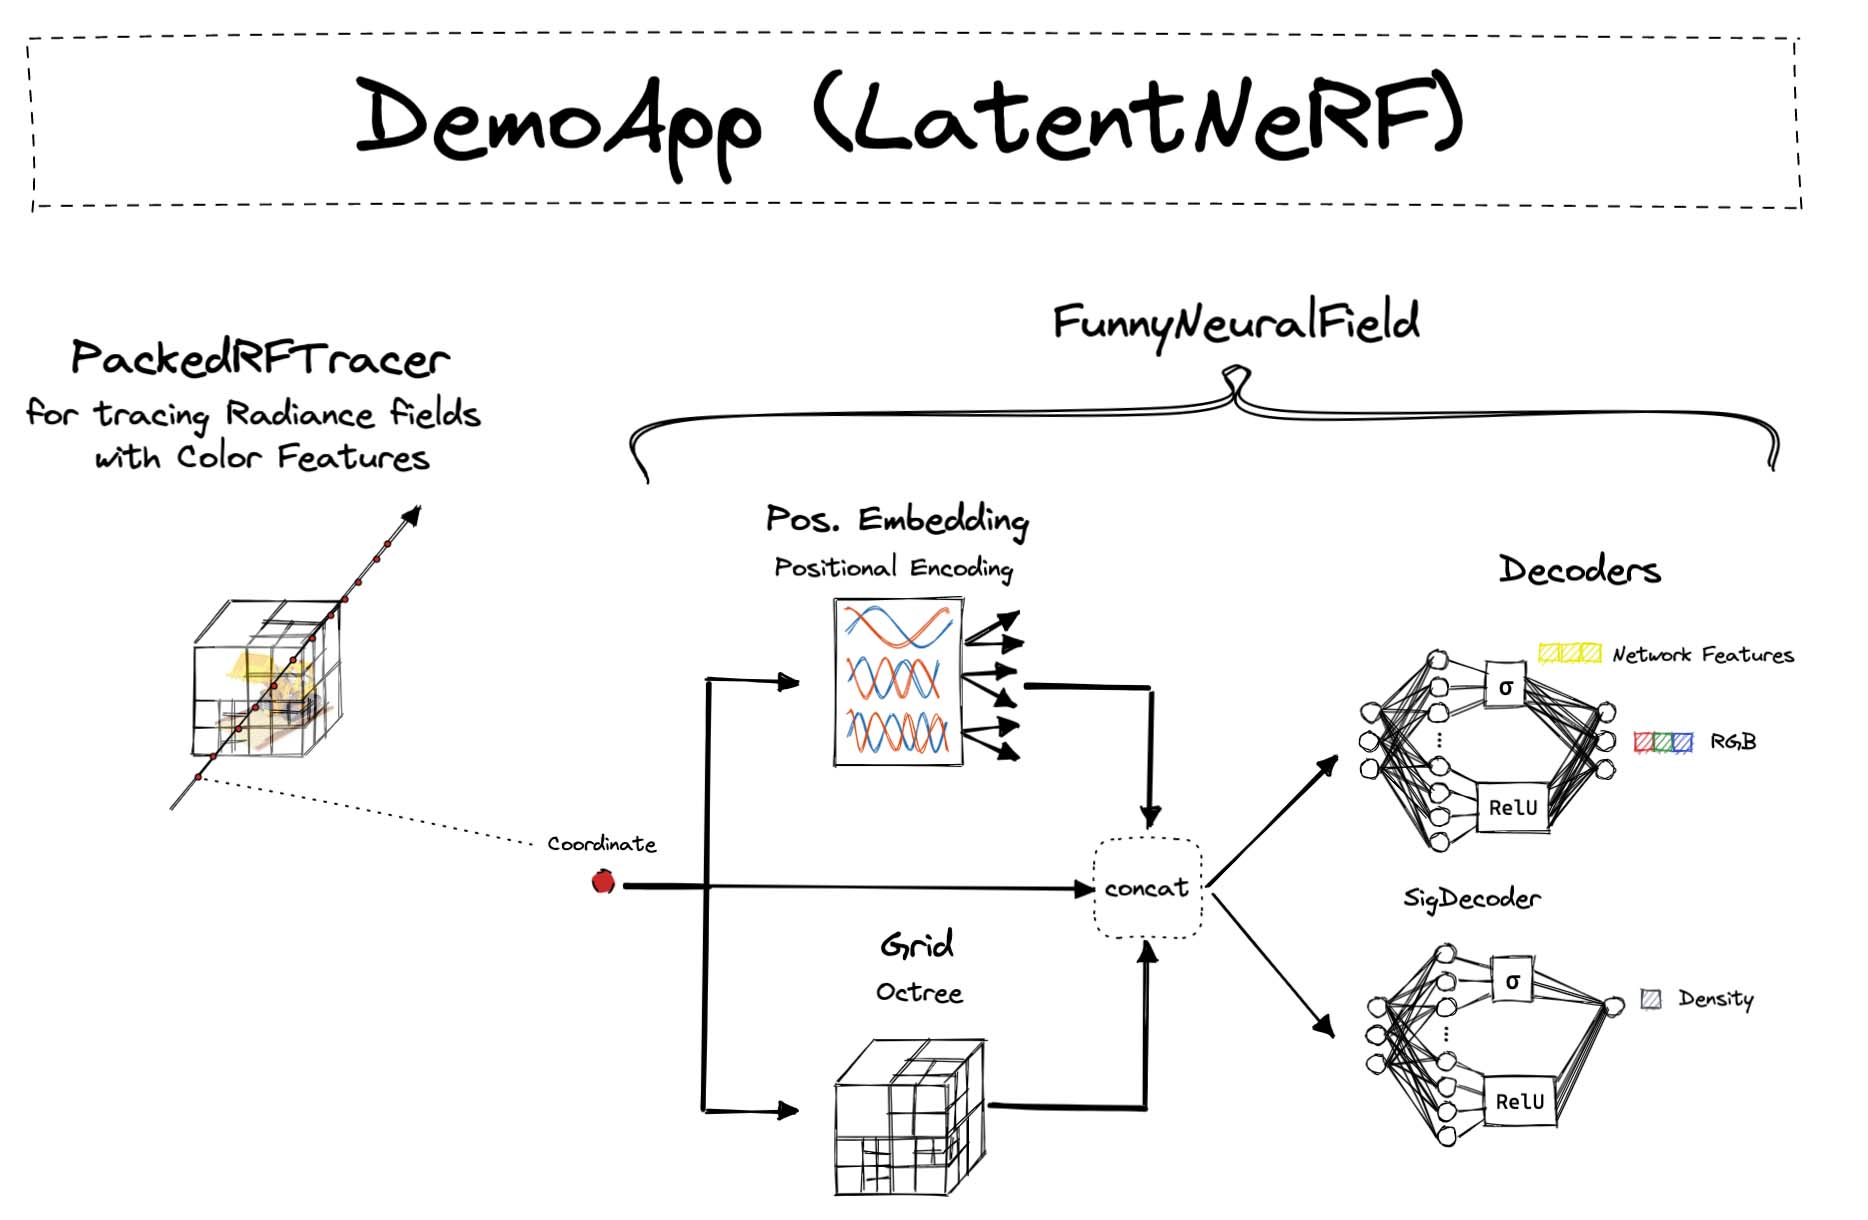 DemoApp (LatentNeRF)
FunnyNeuralField
PackedRFTracer
for tracing Radiance fields
with Color Features
Pos. Embedding
Positional Encoding
Decoders
Network Features
σ
RGB
RelU
Coordinate
concat
SigDecoder
Grid
Octree
σ
Density
RelU